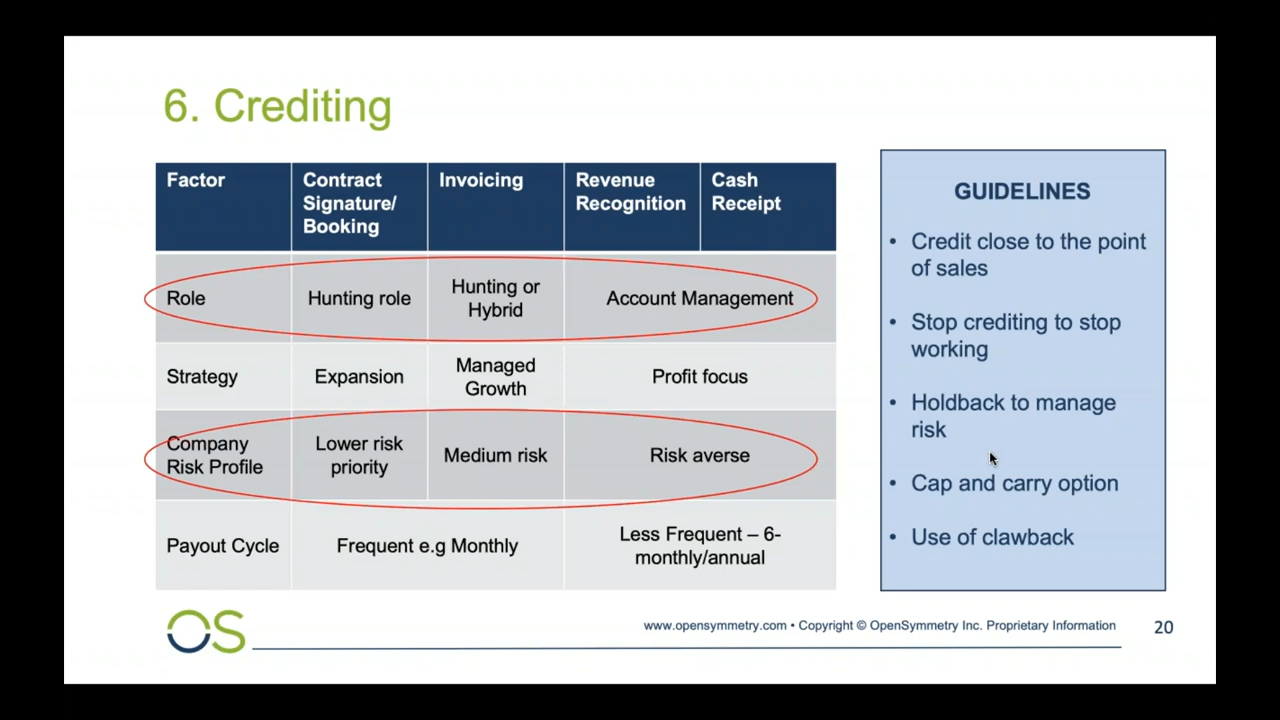 6. Crediting
Factor
Contract
Signature/
Booking
Invoicing
Revenue
Recognition
Cash
Receipt
Role
Hunting role
Hunting or
Hybrid
Account Management
Strategy
Expansion
Managed
Growth
Profit focus
Company
Risk Profile
Lower risk
priority
Medium risk
Risk averse
Payout Cycle
Frequent e.g Monthly
Less Frequent – 6-
monthly/annual
GUIDELINES
• Credit close to the point
of sales
• Stop crediting to stop
working
• Holdback to manage
risk
• Cap and carry option
• Use of clawback
OS
www.opensymmetry.com • Copyright © OpenSymmetry Inc. Proprietary Information
20